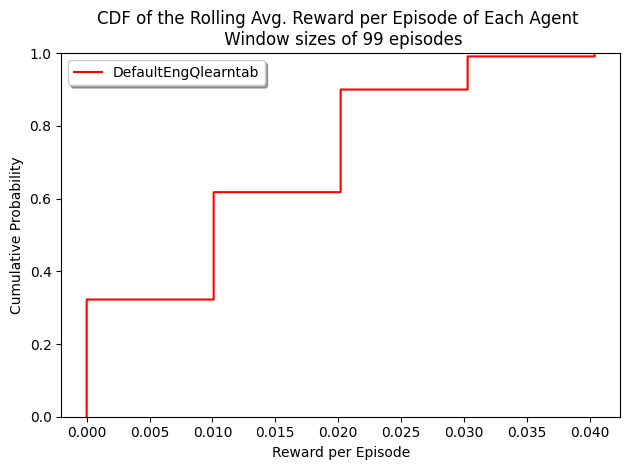 CDF of the Rolling Avg. Reward per Episode of Each Agent
Window sizes of 99 episodes
DefaultEngQlearntab
1.0
0.8
0.6
0.4
0.2
0.0
Cumulative Probability
0.000 0.005 0.010 0.015 0.020 0.025 0.030 0.035 0.040
Reward per Episode